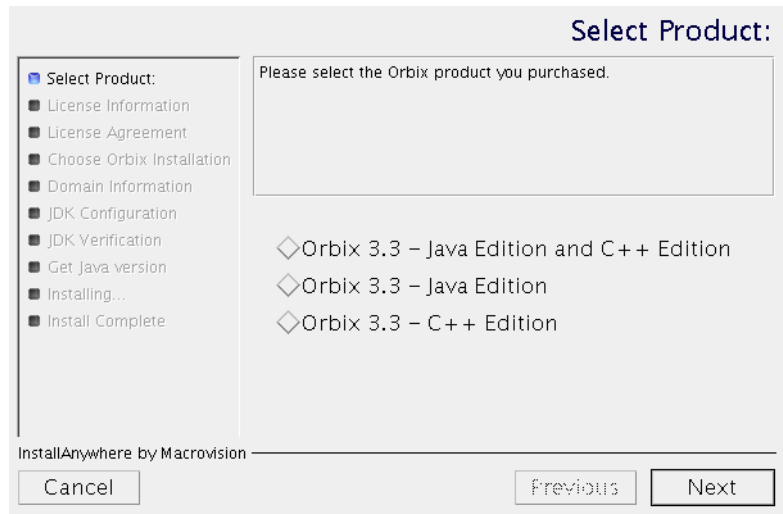 Select Product:
Select Product:
License Information
License Agreement
Choose Orbix Installation
Domain Information
JDK Configuration
JDK Verification
Get Java version
Installing...
Install Complete
Please select the Orbix product you purchased.
Orbix 3.3 – Java Edition and C++ Edition
Orbix 3.3 – Java Edition
Orbix 3.3 – C++ Edition
InstallAnywhere by Macrovision
Cancel
Previous
Next